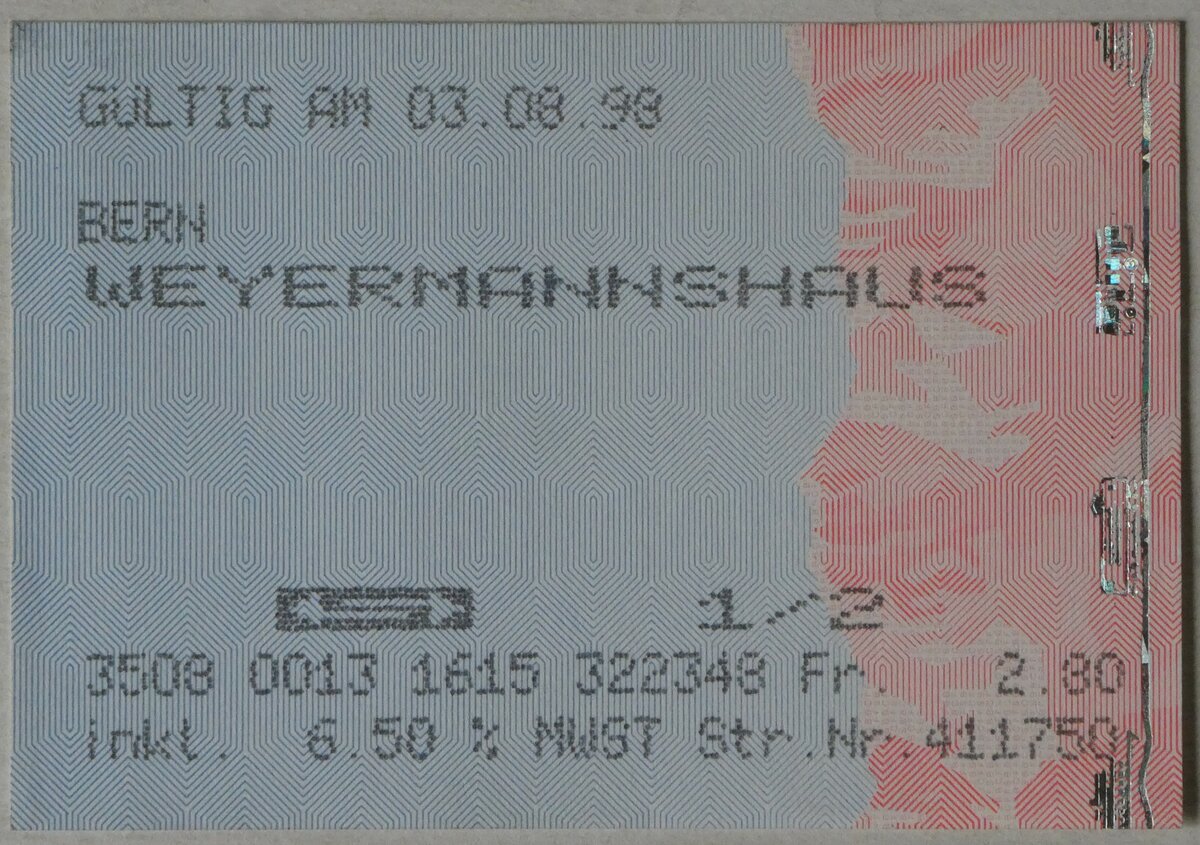 GÜLTIG AM 03.08.98
BERN
WEYERMANNSHAUS
1/2
3508 0013 1615 322348 Fr. 2.80
inkl. 6.50 % MWST Str.Nr.411750